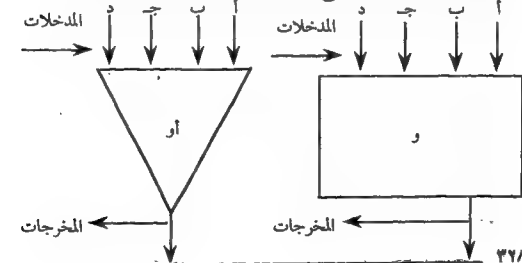 أ ب جـ د
المدخلات
و
المخرجات
أ ب جـ د
المدخلات
أو
المخرجات